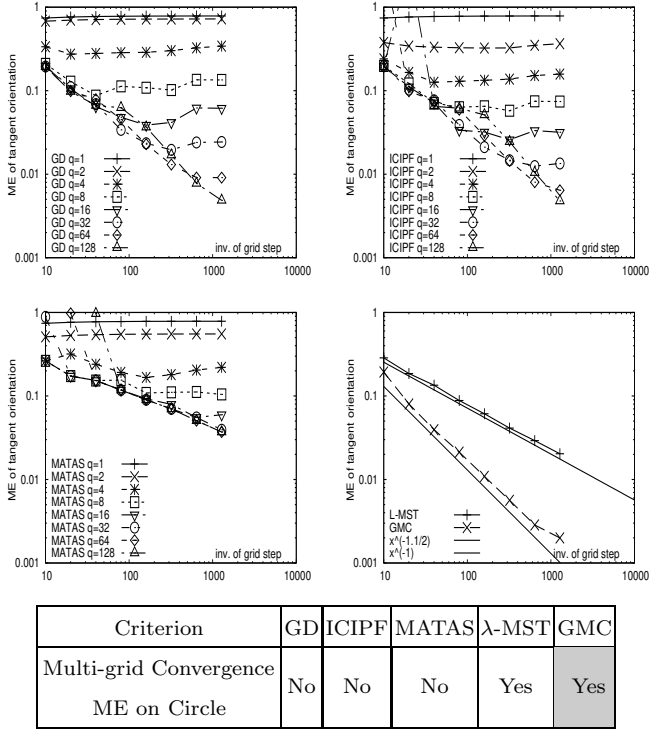 1
0.1
0.01
0.001
10
100
1000
10000
ME of tangent orientation
inv. of grid step
GD q=1
GD q=2
GD q=4
GD q=8
GD q=16
GD q=32
GD q=64
GD q=128
1
0.1
0.01
0.001
10
100
1000
10000
ME of tangent orientation
inv. of grid step
ICIPF q=1
ICIPF q=2
ICIPF q=4
ICIPF q=8
ICIPF q=16
ICIPF q=32
ICIPF q=64
ICIPF q=128
1
0.1
0.01
0.001
10
100
1000
10000
ME of tangent orientation
inv. of grid step
MATAS q=1
MATAS q=2
MATAS q=4
MATAS q=8
MATAS q=16
MATAS q=32
MATAS q=64
MATAS q=128
1
0.1
0.01
0.001
10
100
1000
10000
ME of tangent orientation
inv. of grid step
L-MST
GMC
x^(-1.1/2)
x^(-1)
Criterion GD ICIPF MATAS λ-MST GMC
Multi-grid Convergence
ME on Circle
No No No Yes Yes